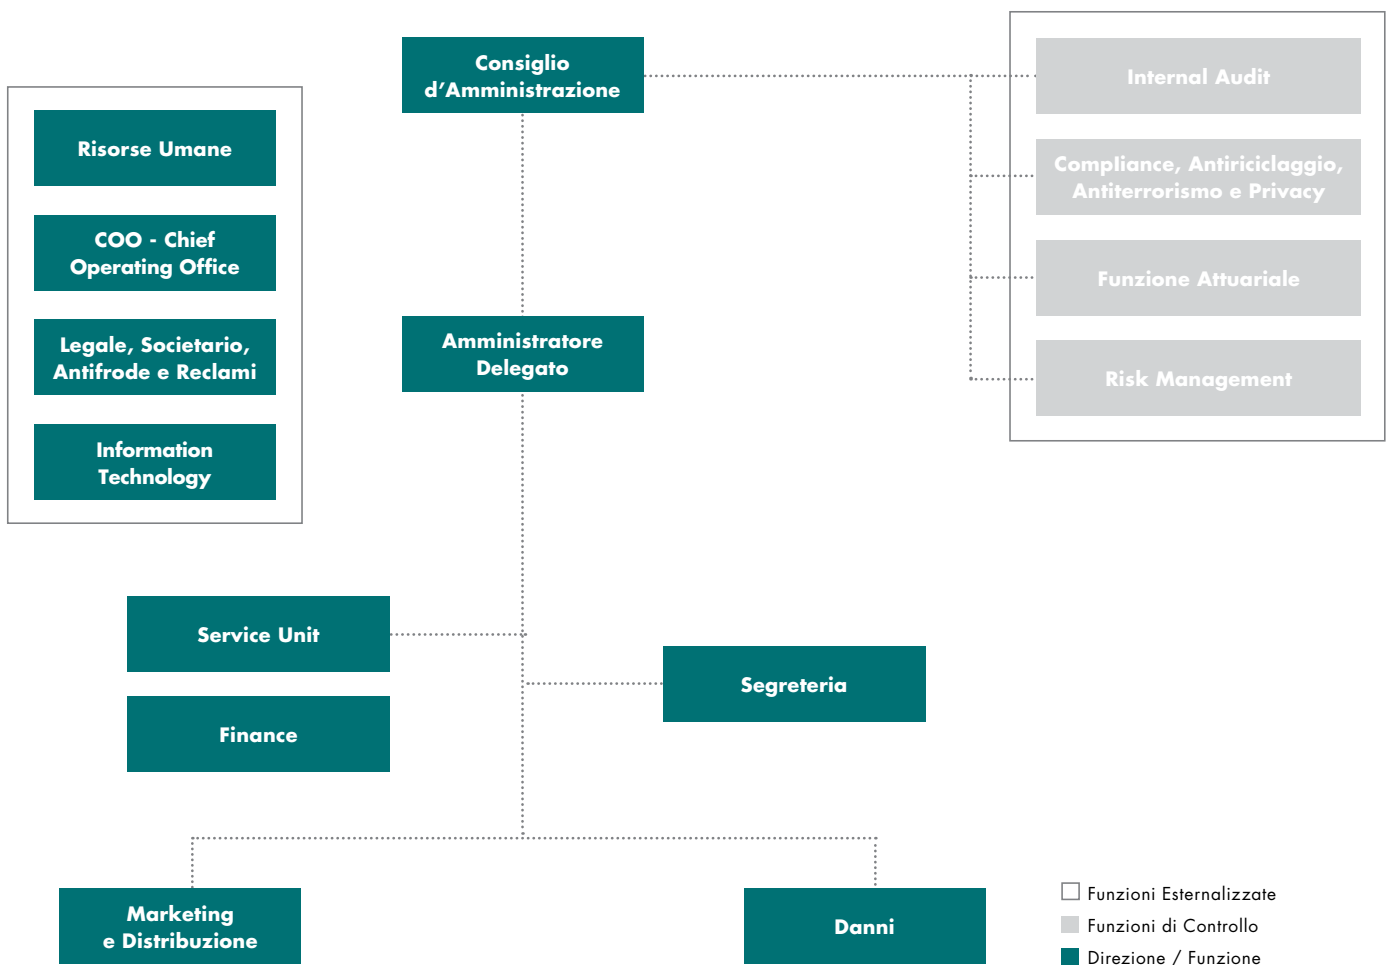 Consiglio
d'Amministrazione
Internal Audit
Compliance, Antiriciclaggio,
Antiterrorismo e Privacy
Funzione Attuariale
Risk Management
Risorse Umane
COO - Chief
Operating Office
Legale, Societario,
Antifrode e Reclami
Information
Technology
Amministratore
Delegato
Service Unit
Finance
Segreteria
Marketing
e Distribuzione
Danni
Funzioni Esternalizzate
Funzioni di Controllo
Direzione / Funzione